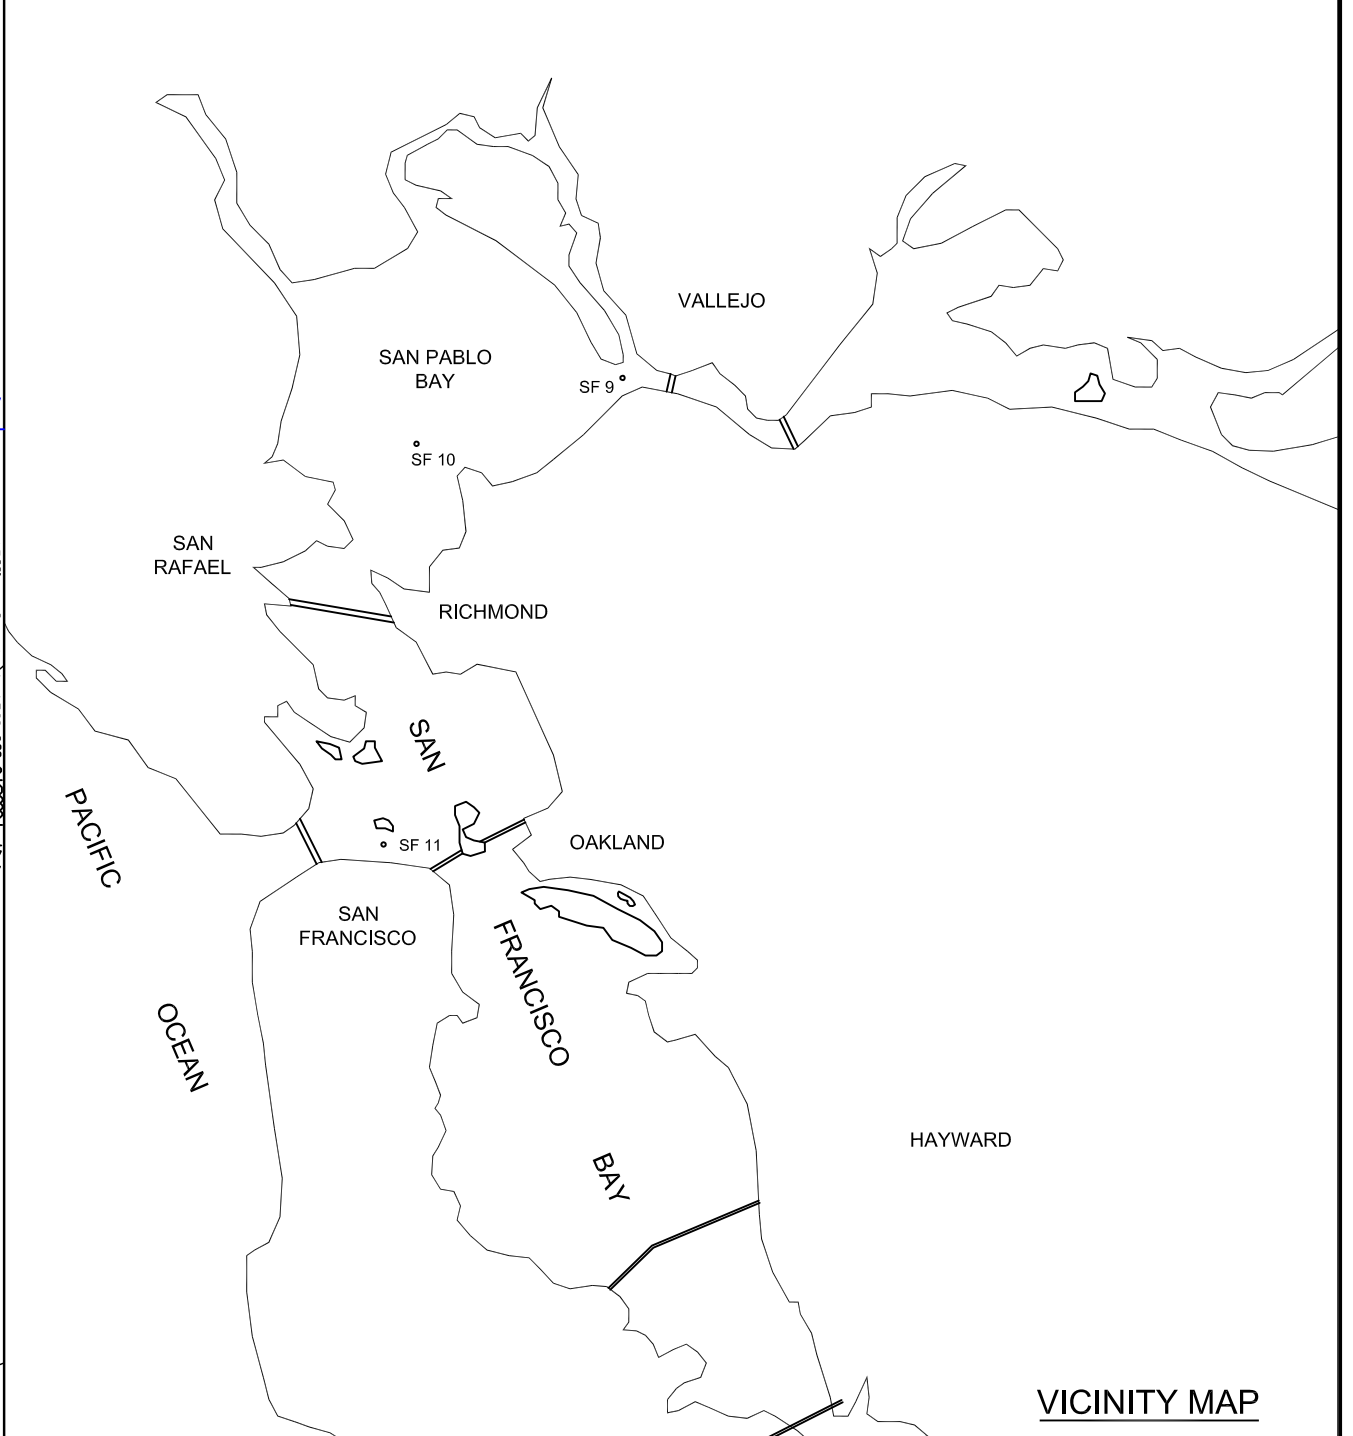 VALLEJO
SAN PABLO
BAY
SF 9
SF 10
SAN
RAFAEL
RICHMOND
SAN
PACIFIC
SF 11
OAKLAND
SAN
FRANCISCO
FRANCISCO
OCEAN
HAYWARD
BAY
VICINITY MAP